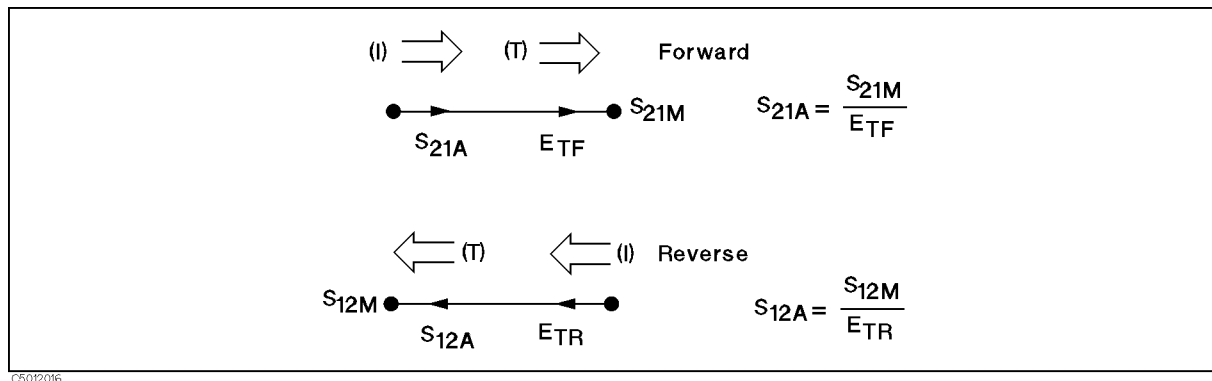 (I) (T) Forward
S21A S21M ETF
S21A = S21M / ETF
(T) (I) Reverse
S12M S12A ETR
S12A = S12M / ETR
C5012016